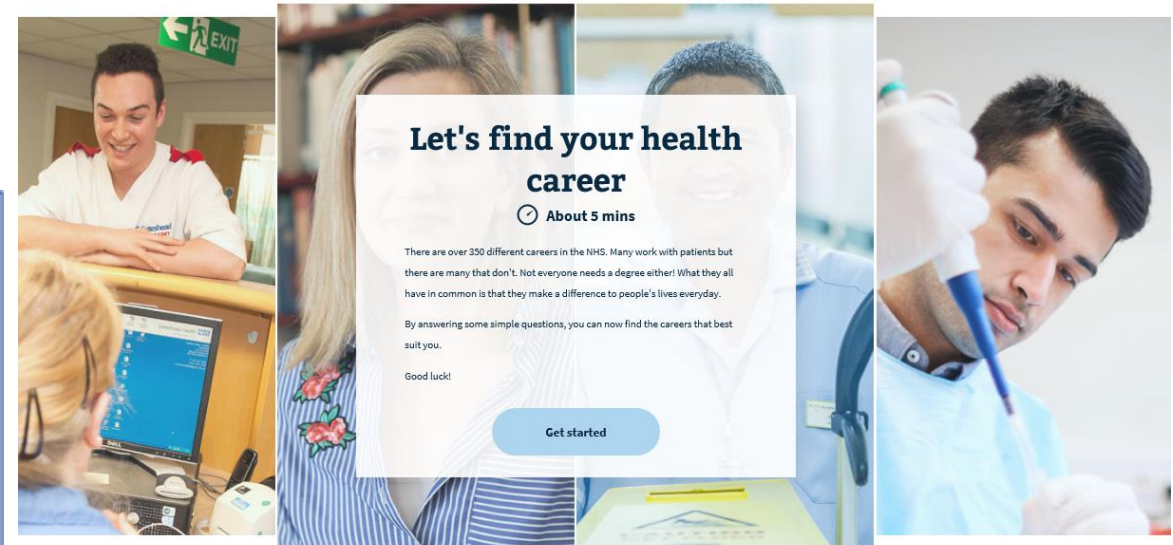 EXIT
Let's find your health
career
About 5 mins
There are over 350 different careers in the NHS. Many work with patients but
there are many that don't. Not everyone needs a degree either! What they all
have in common is that they make a difference to people's lives everyday.
By answering some simple questions, you can now find the careers that best
suit you.
Good luck!
Get started
DELL